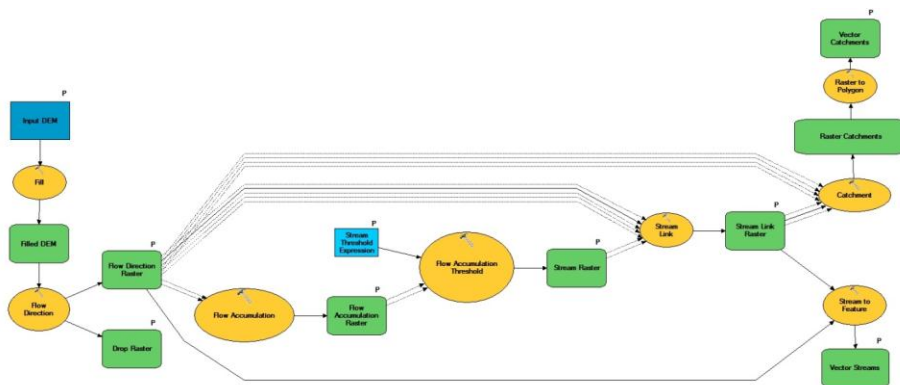 P
Vector
Catchments
Raster to
Polygon
P
Input DEM
Raster Catchments
Fill
Catchment
P
P
P
P
Stream
Threshold
Expression
Stream
Link
Stream Link
Raster
Filled DEM
Flow Direction
Raster
Flow Accumulation
Threshold
Stream Raster
P
Flow
Direction
Flow Accumulation
Flow
Accumulation
Raster
Stream to
Feature
P
Drop Raster
P
Vector Streams